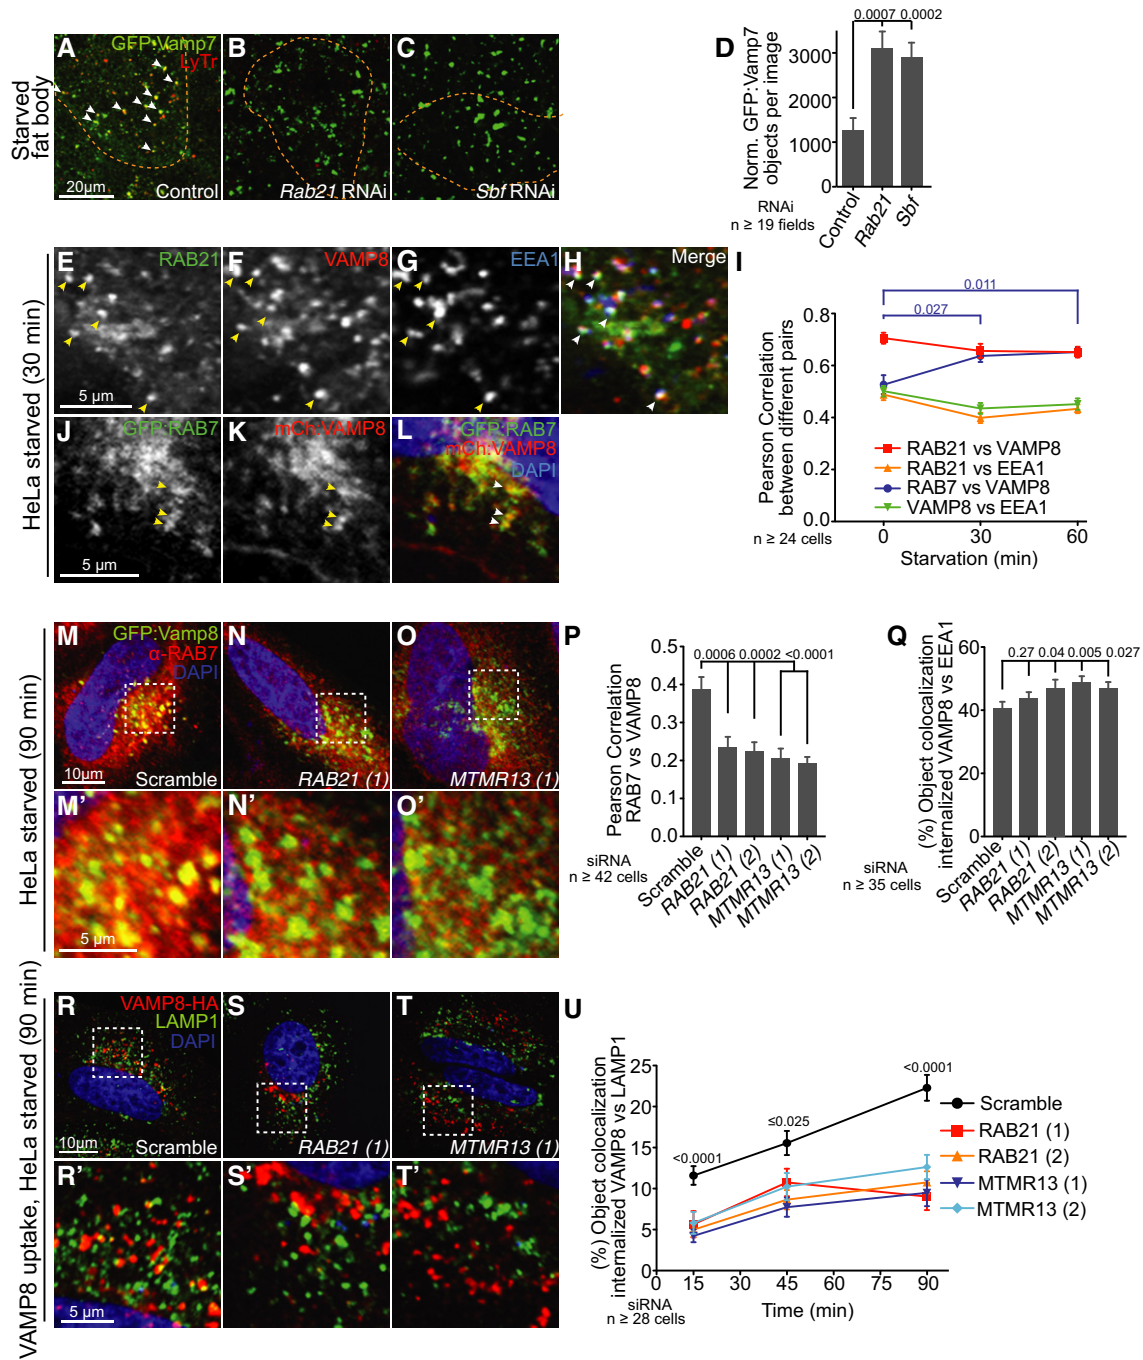 A
GFP:Vamp7
LyTr
B
C
Starved
fat body
20µm
Control
Rab21 RNAi
Sbf RNAi
D
0.0007
0.0002
Norm. GFP:Vamp7
objects per image
3000
2000
1000
0
RNAi
n ≥ 19 fields
Control
Rab21
Sbf
HeLa starved (30 min)
E
RAB21
F
VAMP8
G
EEA1
H
Merge
5 µm
J
GFP:RAB7
K
mCh:VAMP8
L
GFP:RAB7
mCh:VAMP8
DAPI
5 µm
I
0.011
0.027
Pearson Correlation
between different pairs
0.8
0.6
0.4
0.2
0.0
RAB21 vs VAMP8
RAB21 vs EEA1
RAB7 vs VAMP8
VAMP8 vs EEA1
n ≥ 24 cells
0
30
60
Starvation (min)
HeLa starved (90 min)
M
GFP:Vamp8
α-RAB7
DAPI
N
O
10µm
Scramble
RAB21 (1)
MTMR13 (1)
M'
N'
O'
5 µm
P
0.0006
0.0002
<0.0001
Pearson Correlation
RAB7 vs VAMP8
0.5
0.4
0.3
0.2
0.1
0.0
siRNA
n ≥ 42 cells
Scramble
RAB21 (1)
RAB21 (2)
MTMR13 (1)
MTMR13 (2)
Q
0.27
0.04
0.005
0.027
(%) Object colocalization
internalized VAMP8 vs EEA1
60
40
20
0
siRNA
n ≥ 35 cells
Scramble
RAB21 (1)
RAB21 (2)
MTMR13 (1)
MTMR13 (2)
VAMP8 uptake, HeLa starved (90 min)
R
VAMP8-HA
LAMP1
DAPI
S
T
10µm
Scramble
RAB21 (1)
MTMR13 (1)
R'
S'
T'
5 µm
U
(%) Object colocalization
internalized VAMP8 vs LAMP1
25
20
15
10
5
0
<0.0001
≤0.025
<0.0001
Scramble
RAB21 (1)
RAB21 (2)
MTMR13 (1)
MTMR13 (2)
0
15
30
45
60
75
90
siRNA
n ≥ 28 cells
Time (min)